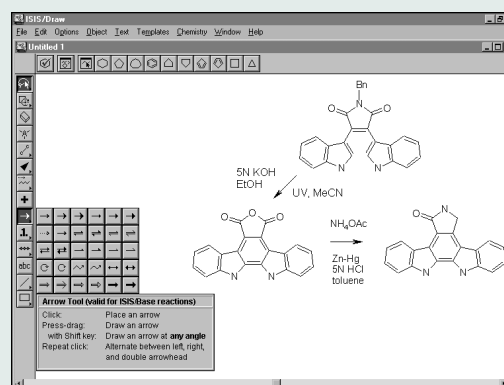 ISIS/Draw
File Edit Options Object Text Templates Chemistry Window Help
Untitled 1
Bn
N
O O
N N
5N KOH
EtOH
UV, MeCN
O O O
NH4OAc
Zn-Hg
5N HCl
toluene
N
O
N N
N N
1.
abc
Arrow Tool (valid for ISIS/Base reactions)
Click: Place an arrow
Press-drag: Draw an arrow
with Shift key: Draw an arrow at any angle
Repeat click: Alternate between left, right,
and double arrowhead